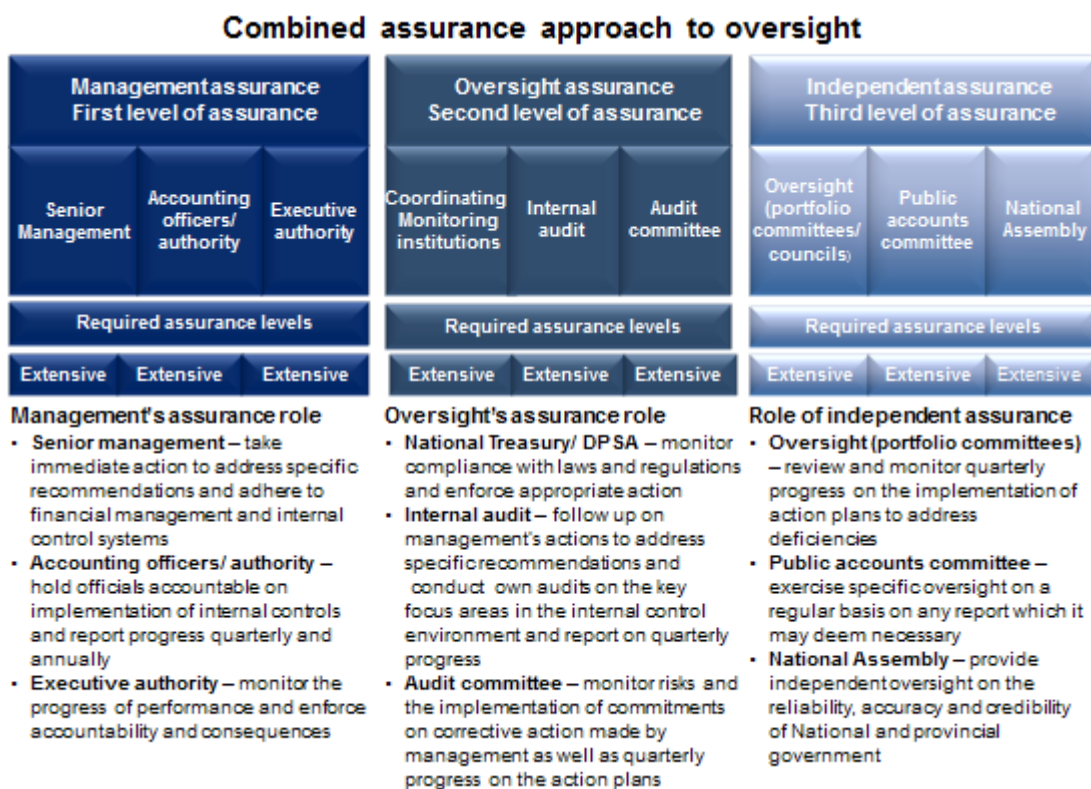 Combined assurance approach to oversight
Management assurance
First level of assurance
Oversight assurance
Second level of assurance
Independent assurance
Third level of assurance
Senior
Management
Accounting
officers/
authority
Executive
authority
Coordinating
Monitoring
institutions
Internal
audit
Audit
committee
Oversight
(portfolio
committees/
councils)
Public
accounts
committee
National
Assembly
Required assurance levels
Required assurance levels
Required assurance levels
Extensive Extensive Extensive
Extensive Extensive Extensive
Extensive Extensive Extensive
Management's assurance role
• Senior management – take
immediate action to address specific
recommendations and adhere to
financial management and internal
control systems
• Accounting officers/ authority –
hold officials accountable on
implementation of internal controls
and report progress quarterly and
annually
• Executive authority – monitor the
progress of performance and enforce
accountability and consequences
Oversight's assurance role
• National Treasury/ DPSA – monitor
compliance with laws and regulations
and enforce appropriate action
• Internal audit – follow up on
management's actions to address
specific recommendations and
conduct own audits on the key
focus areas in the internal control
environment and report on quarterly
progress
• Audit committee – monitor risks and
the implementation of commitments
on corrective action made by
management as well as quarterly
progress on the action plans
Role of independent assurance
• Oversight (portfolio committees)
– review and monitor quarterly
progress on the implementation of
action plans to address
deficiencies
• Public accounts committee –
exercise specific oversight on a
regular basis on any report which it
may deem necessary
• National Assembly – provide
independent oversight on the
reliability, accuracy and credibility
of National and provincial
government